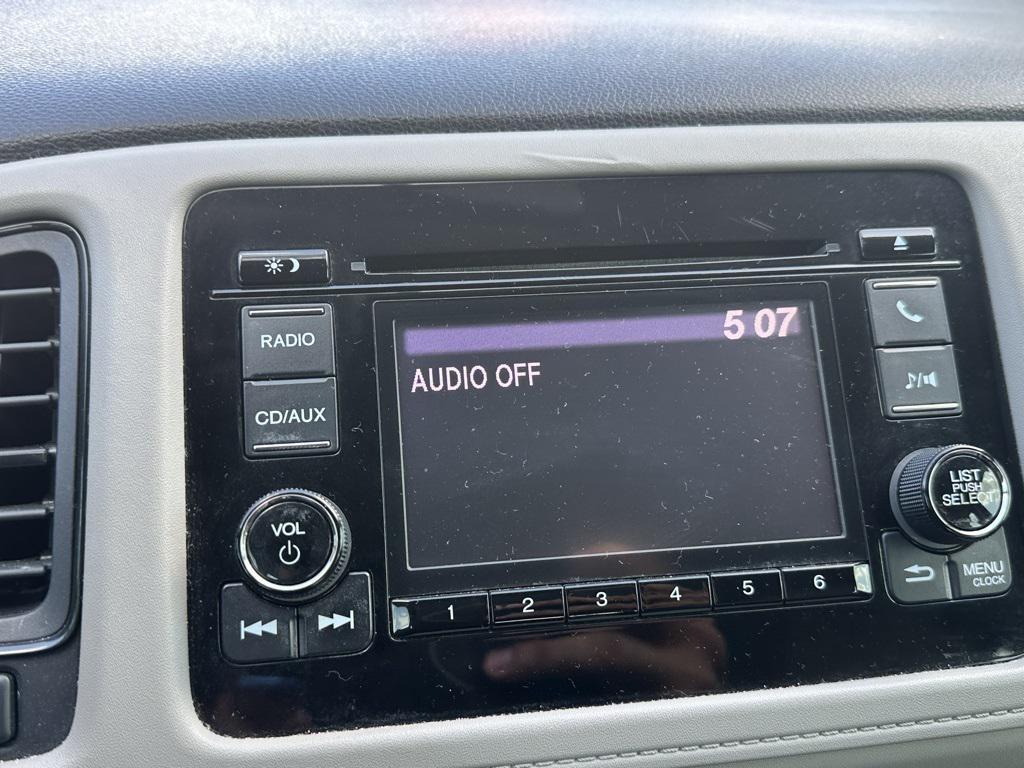 5 07
AUDIO OFF
RADIO
CD/AUX
VOL
LIST
PUSH
SELECT
MENU
CLOCK
1 2 3 4 5 6